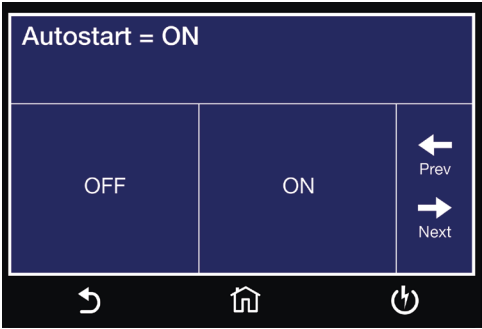 Autostart = ON
OFF
ON
Prev
Next